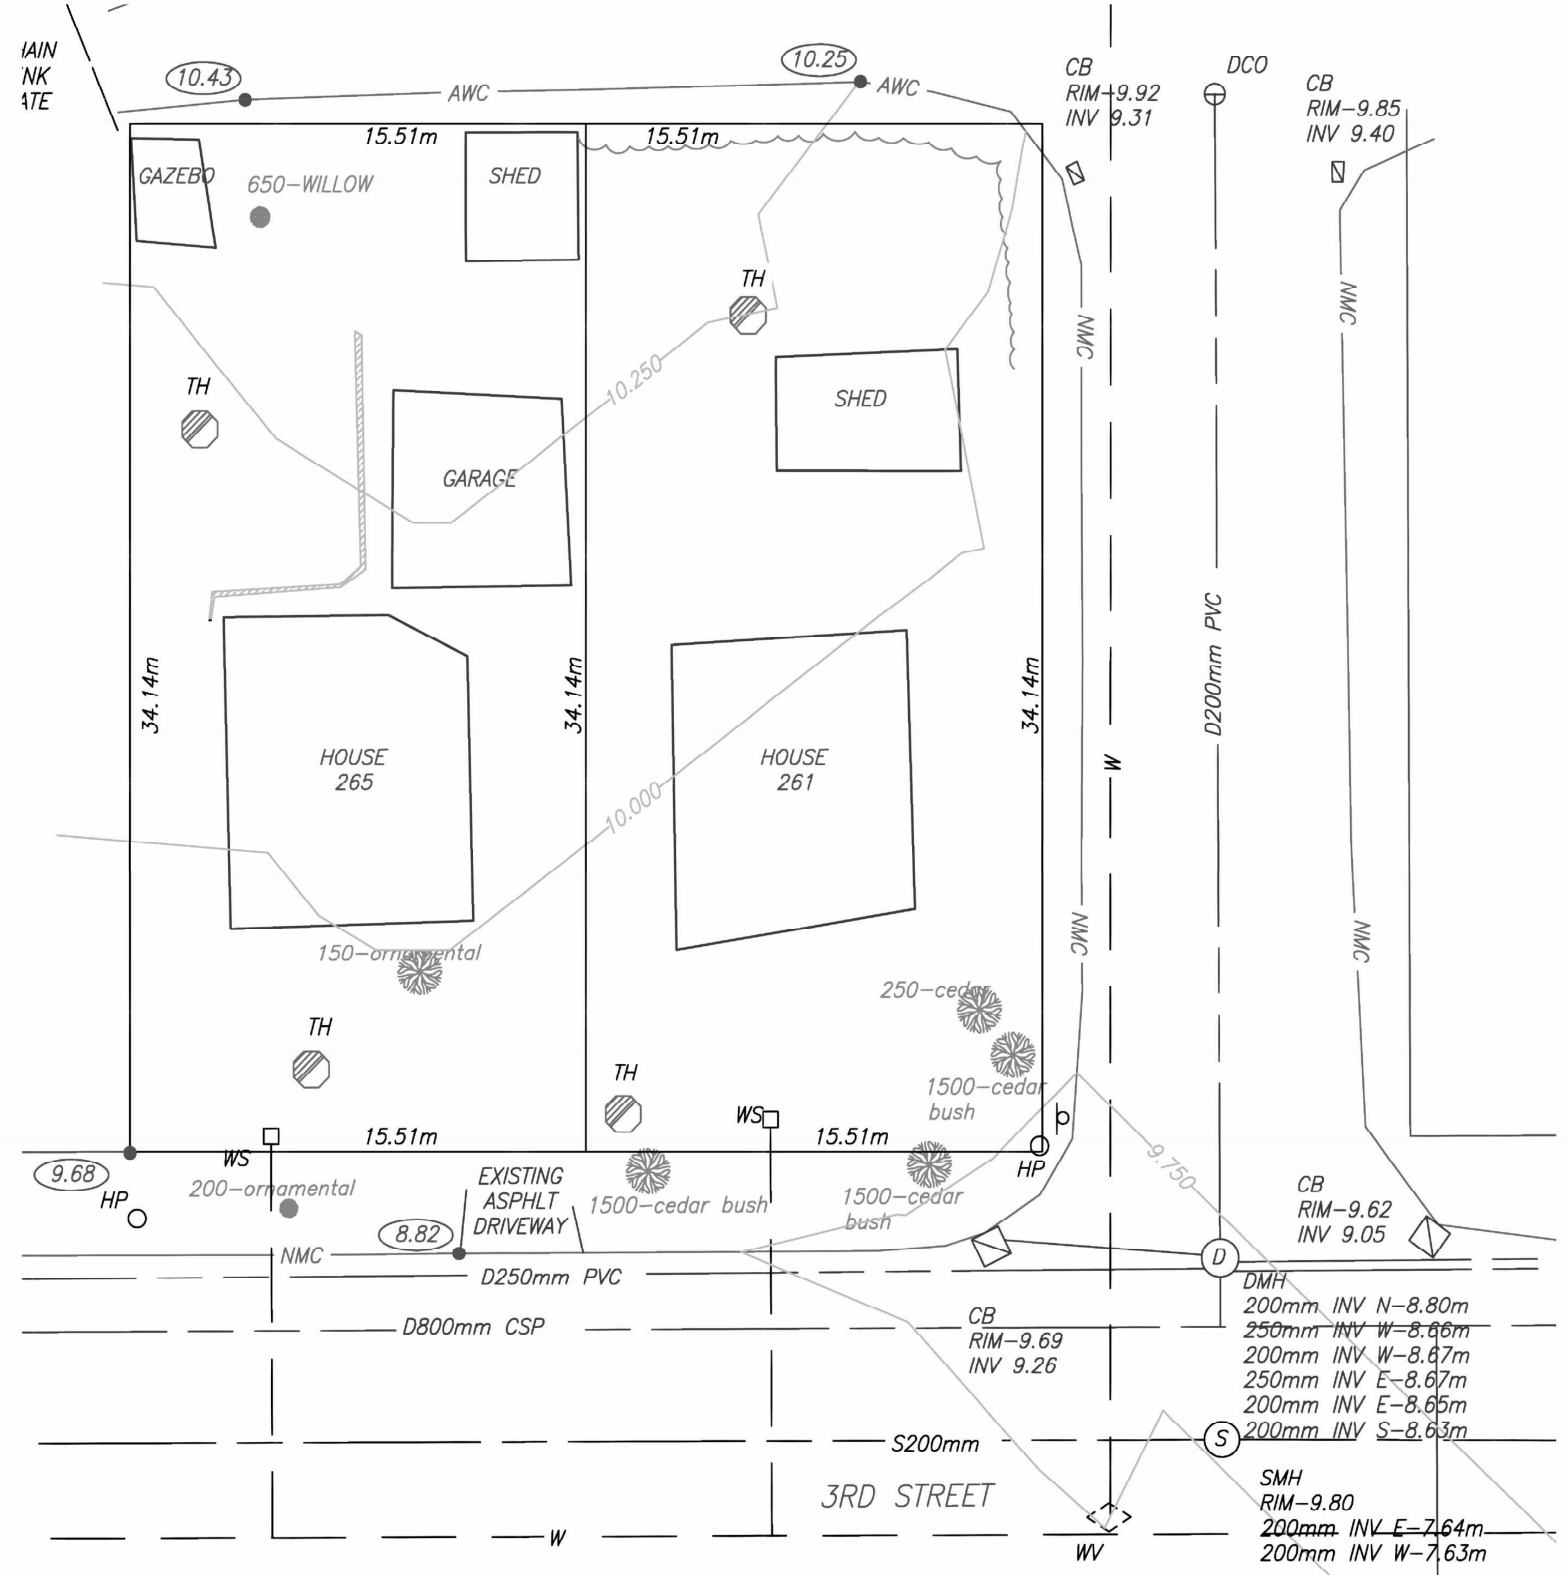 10.43
AWC
10.25
AWC
CB
RIM-9.92
INV 9.31
DCO
CB
RIM-9.85
INV 9.40
15.51m
15.51m
GAZEBO
650-WILLOW
SHED
TH
NMC
NMC
10.250
TH
SHED
GARAGE
D200mm PVC
34.14m
34.14m
34.14m
HOUSE
265
HOUSE
261
W
10.000
NMC
NMC
150-ornamental
250-cedar
TH
TH
1500-cedar
bush
WS
15.51m
WS
15.51m
9.68
HP
HP
200-ornamental
EXISTING
ASPHLT
DRIVEWAY
1500-cedar bush
1500-cedar
bush
9.750
CB
RIM-9.62
INV 9.05
8.82
NMC
D
D250mm PVC
D800mm CSP
CB
RIM-9.69
INV 9.26
DMH
200mm INV N-8.80m
250mm INV W-8.66m
200mm INV W-8.67m
250mm INV E-8.67m
200mm INV E-8.65m
200mm INV S-8.63m
S200mm
S
3RD STREET
SMH
RIM-9.80
200mm INV E-7.64m
200mm INV W-7.63m
W
WV